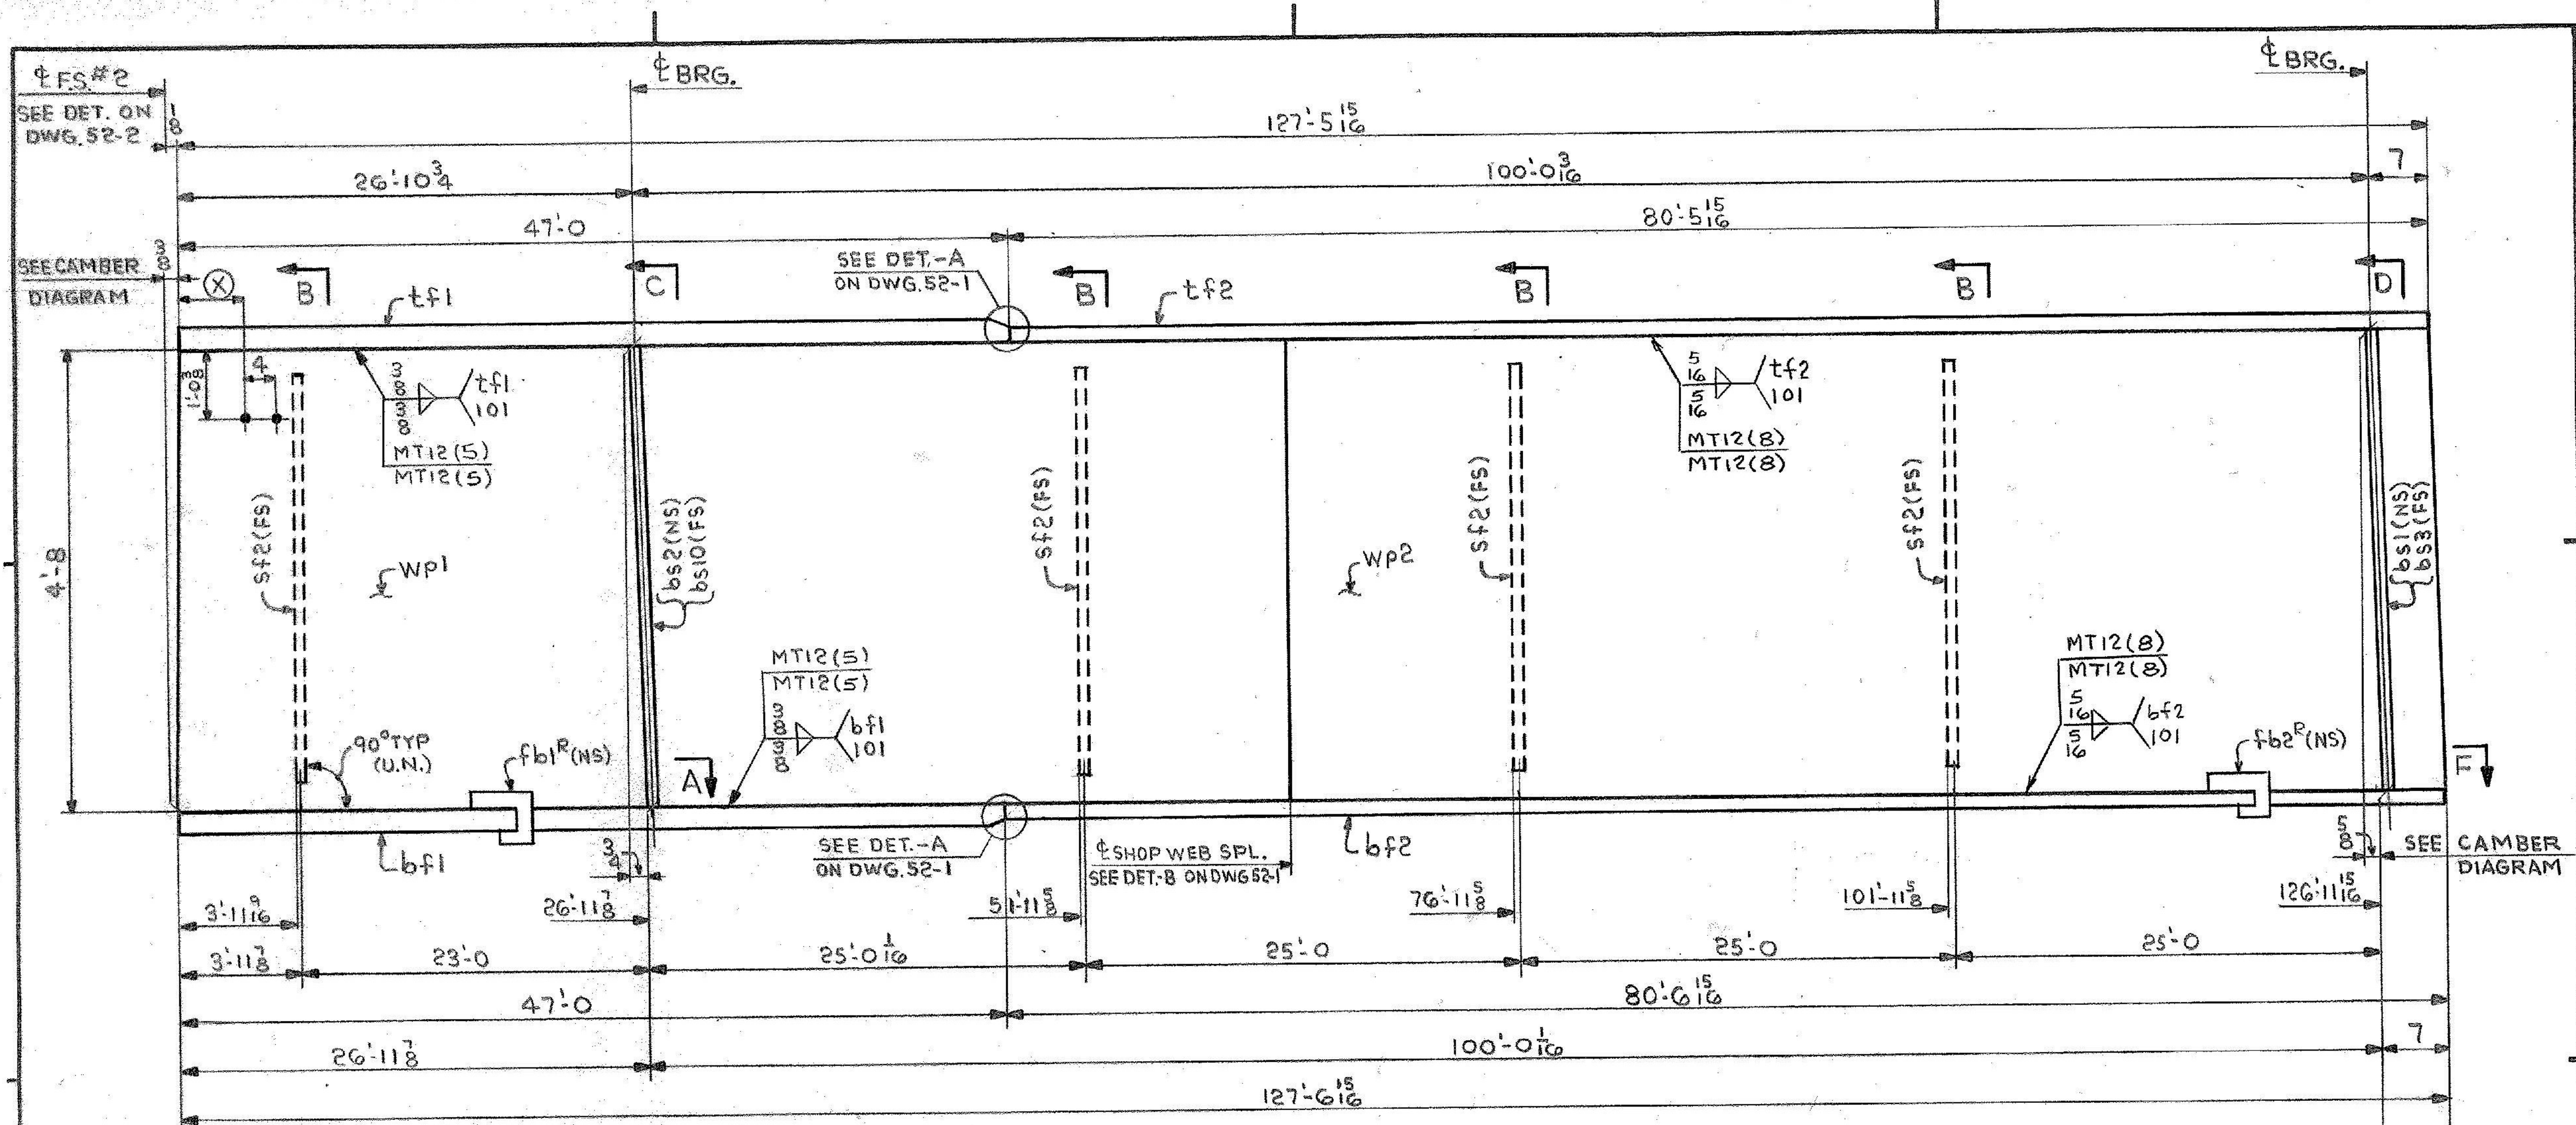 ℄ F.S. #2
SEE DET. ON
DWG. 52-2
1/8
℄ BRG.
℄ BRG.
127'-5 15/16
26'-10 3/4
100'-0 3/16
7
47'-0
80'-5 15/16
SEE CAMBER
DIAGRAM
3/8
X
B
tf1
C
SEE DET.-A
ON DWG. 52-1
B
tf2
B
B
D
4'-8
1'-0 3/8
4
3/8
3/8
tf1
101
MT12(5)
MT12(5)
5/16
5/16
tf2
101
MT12(8)
MT12(8)
sf2(FS)
wp1
bs2(NS)
bs10(FS)
sf2(FS)
wp2
sf2(FS)
sf2(FS)
bs1(NS)
bs3(FS)
90° TYP
(U.N.)
fb1R(NS)
A
MT12(5)
MT12(5)
3/8
3/8
bf1
101
MT12(8)
MT12(8)
5/16
5/16
bf2
101
fb2R(NS)
F
bf1
3/4
SEE DET.-A
ON DWG. 52-1
℄ SHOP WEB SPL.
SEE DET.-B ON DWG 52-1
bf2
5/8
SEE CAMBER
DIAGRAM
3'-11 9/16
26'-11 7/8
51'-11 5/8
76'-11 5/8
101'-11 5/8
126'-11 15/16
3'-11 7/8
23'-0
25'-0 1/16
25'-0
25'-0
25'-0
47'-0
80'-6 15/16
26'-11 7/8
100'-0 1/16
7
127'-6 15/16